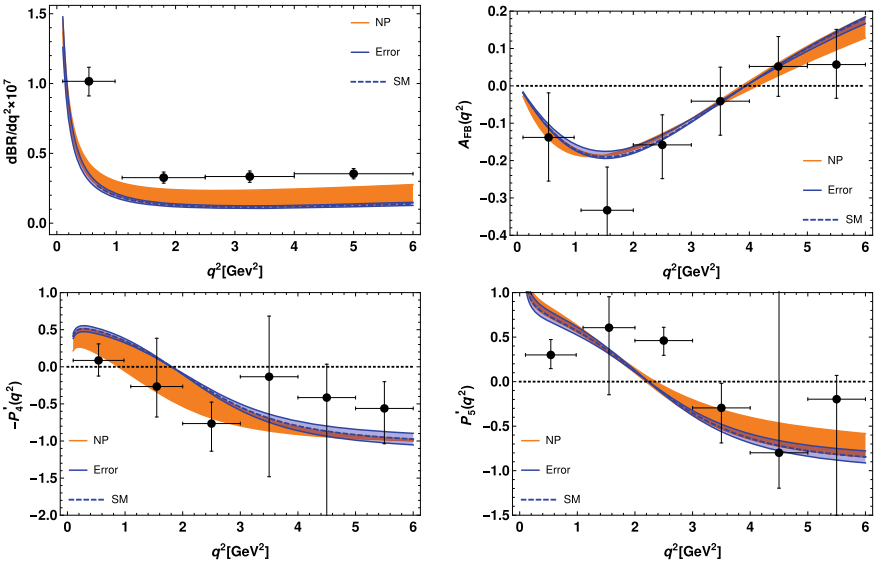 dBR/dq²×10⁷
1.5
1.0
0.5
0.0
NP
Error
SM
0 1 2 3 4 5 6
q²[Gev²]
A_FB(q²)
0.2
0.1
0.0
-0.1
-0.2
-0.3
-0.4
NP
Error
SM
0 1 2 3 4 5 6
q²[GeV²]
-P₄'(q²)
1.0
0.5
0.0
-0.5
-1.0
-1.5
-2.0
NP
Error
SM
0 1 2 3 4 5 6
q²[GeV²]
P₅'(q²)
1.0
0.5
0.0
-0.5
-1.0
-1.5
NP
Error
SM
0 1 2 3 4 5 6
q²[GeV²]